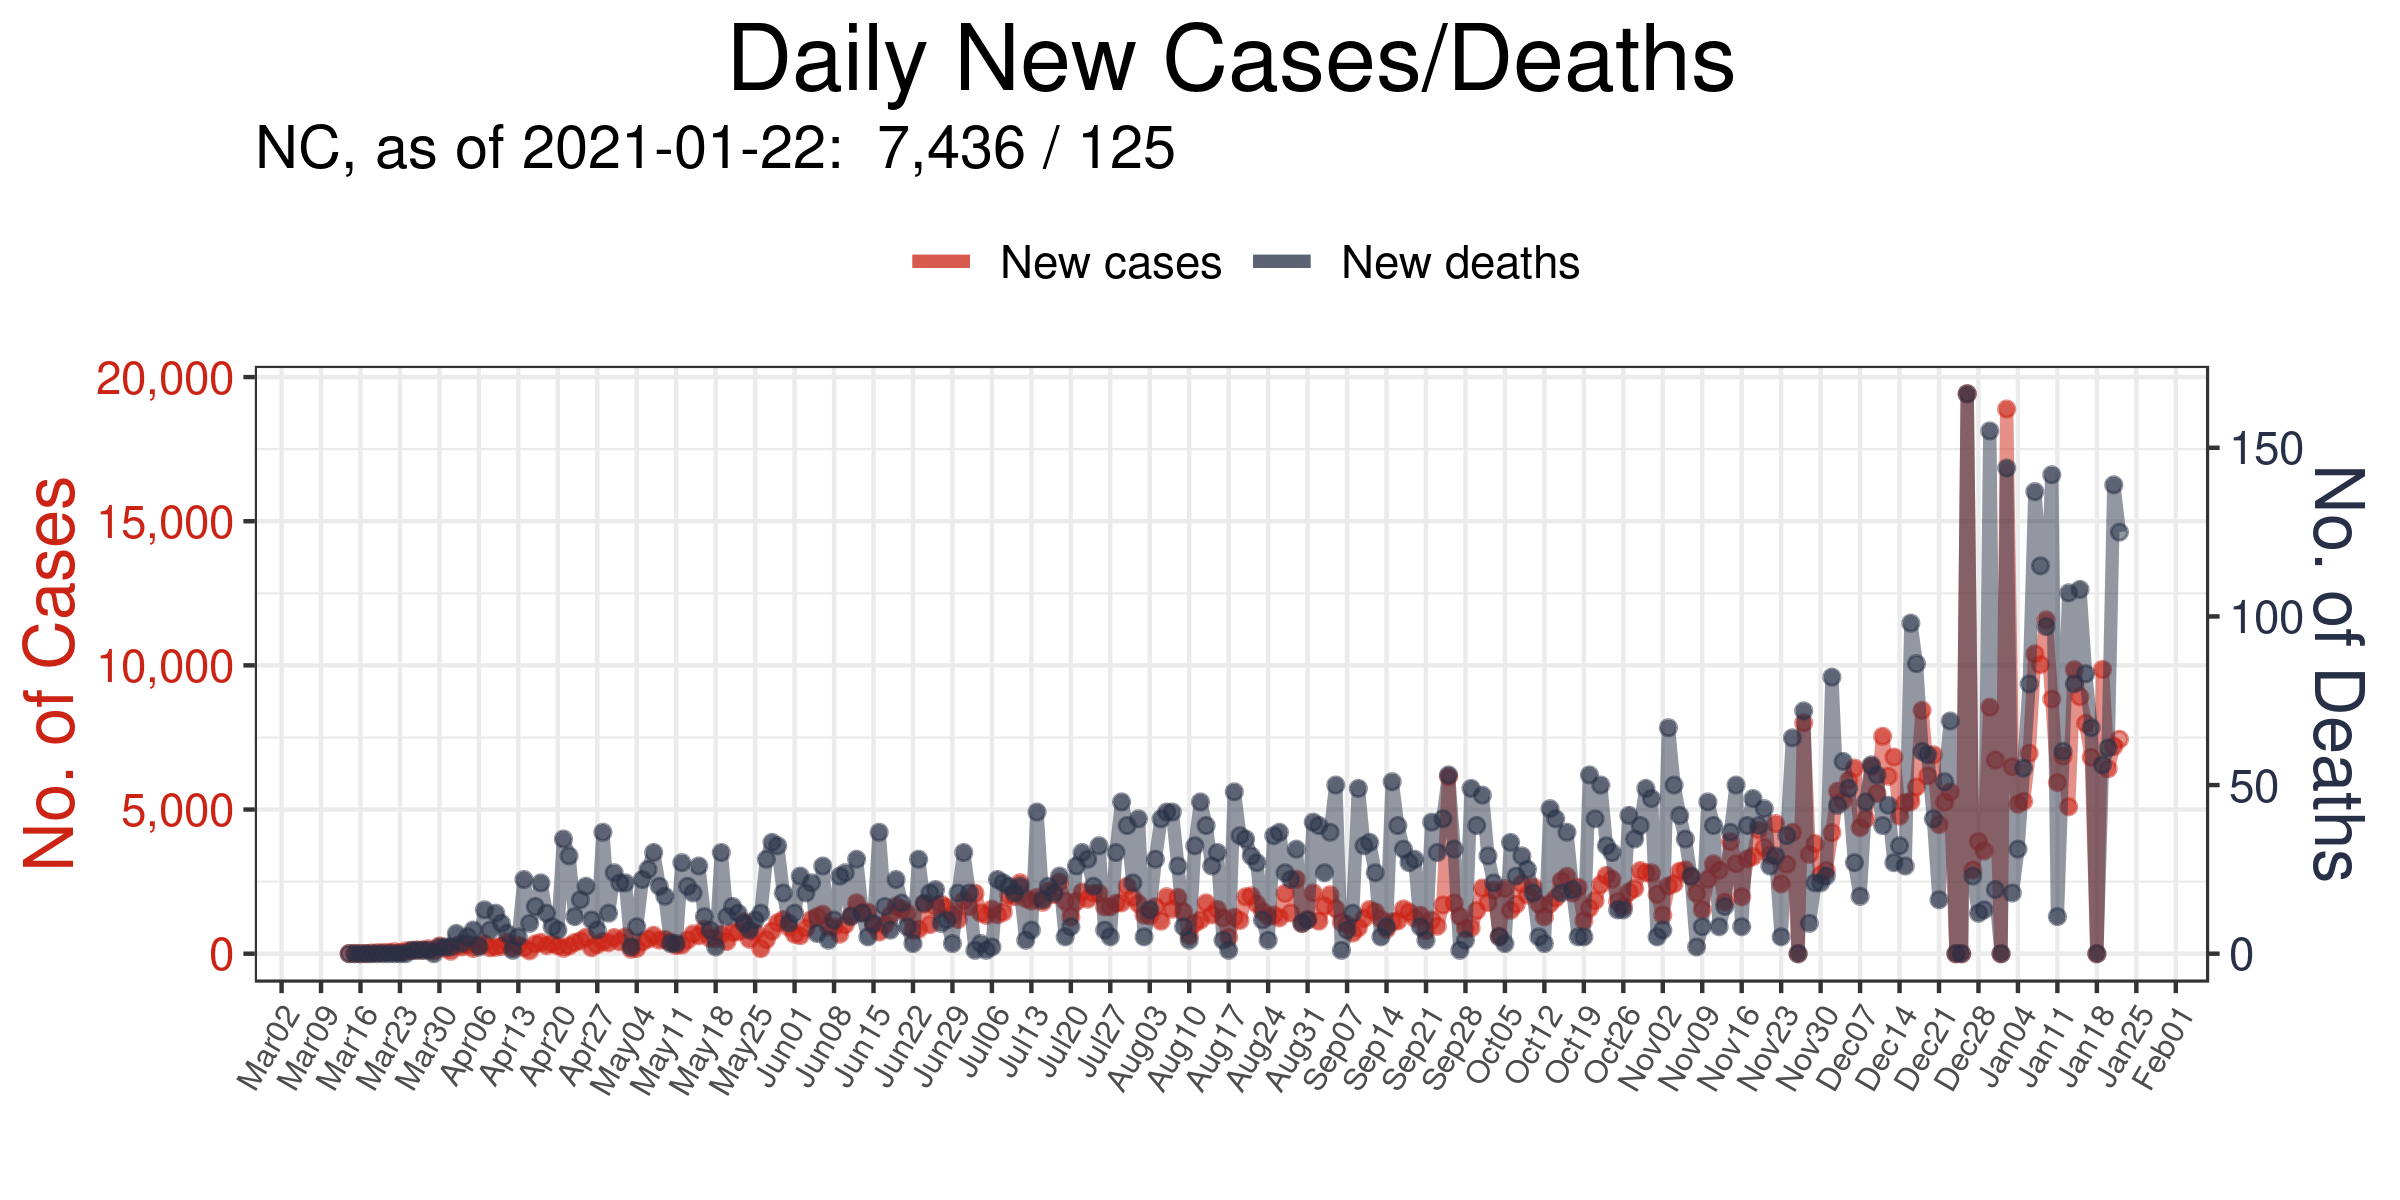 Daily New Cases/Deaths
NC, as of 2021-01-22:  7,436 / 125
New cases
New deaths
No. of Cases
20,000
15,000
10,000
5,000
0
150
100
50
0
No. of Deaths
Mar02
Mar09
Mar16
Mar23
Mar30
Apr06
Apr13
Apr20
Apr27
May04
May11
May18
May25
Jun01
Jun08
Jun15
Jun22
Jun29
Jul06
Jul13
Jul20
Jul27
Aug03
Aug10
Aug17
Aug24
Aug31
Sep07
Sep14
Sep21
Sep28
Oct05
Oct12
Oct19
Oct26
Nov02
Nov09
Nov16
Nov23
Nov30
Dec07
Dec14
Dec21
Dec28
Jan04
Jan11
Jan18
Jan25
Feb01